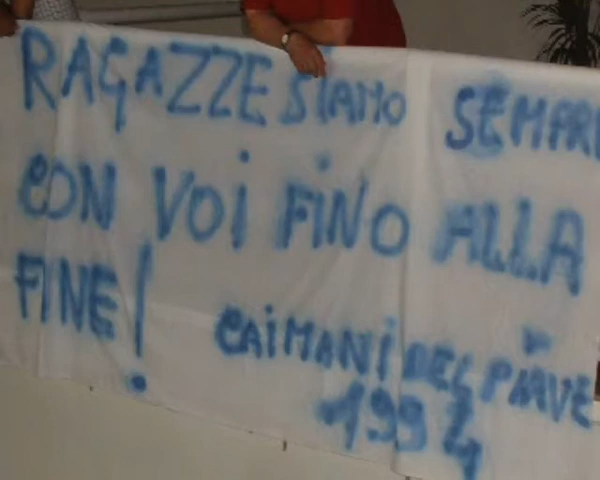 RAGAZZE SIAMO SEMPRE
CON VOI FINO ALLA
FINE!
CAIMANI DEL PIAVE
1994